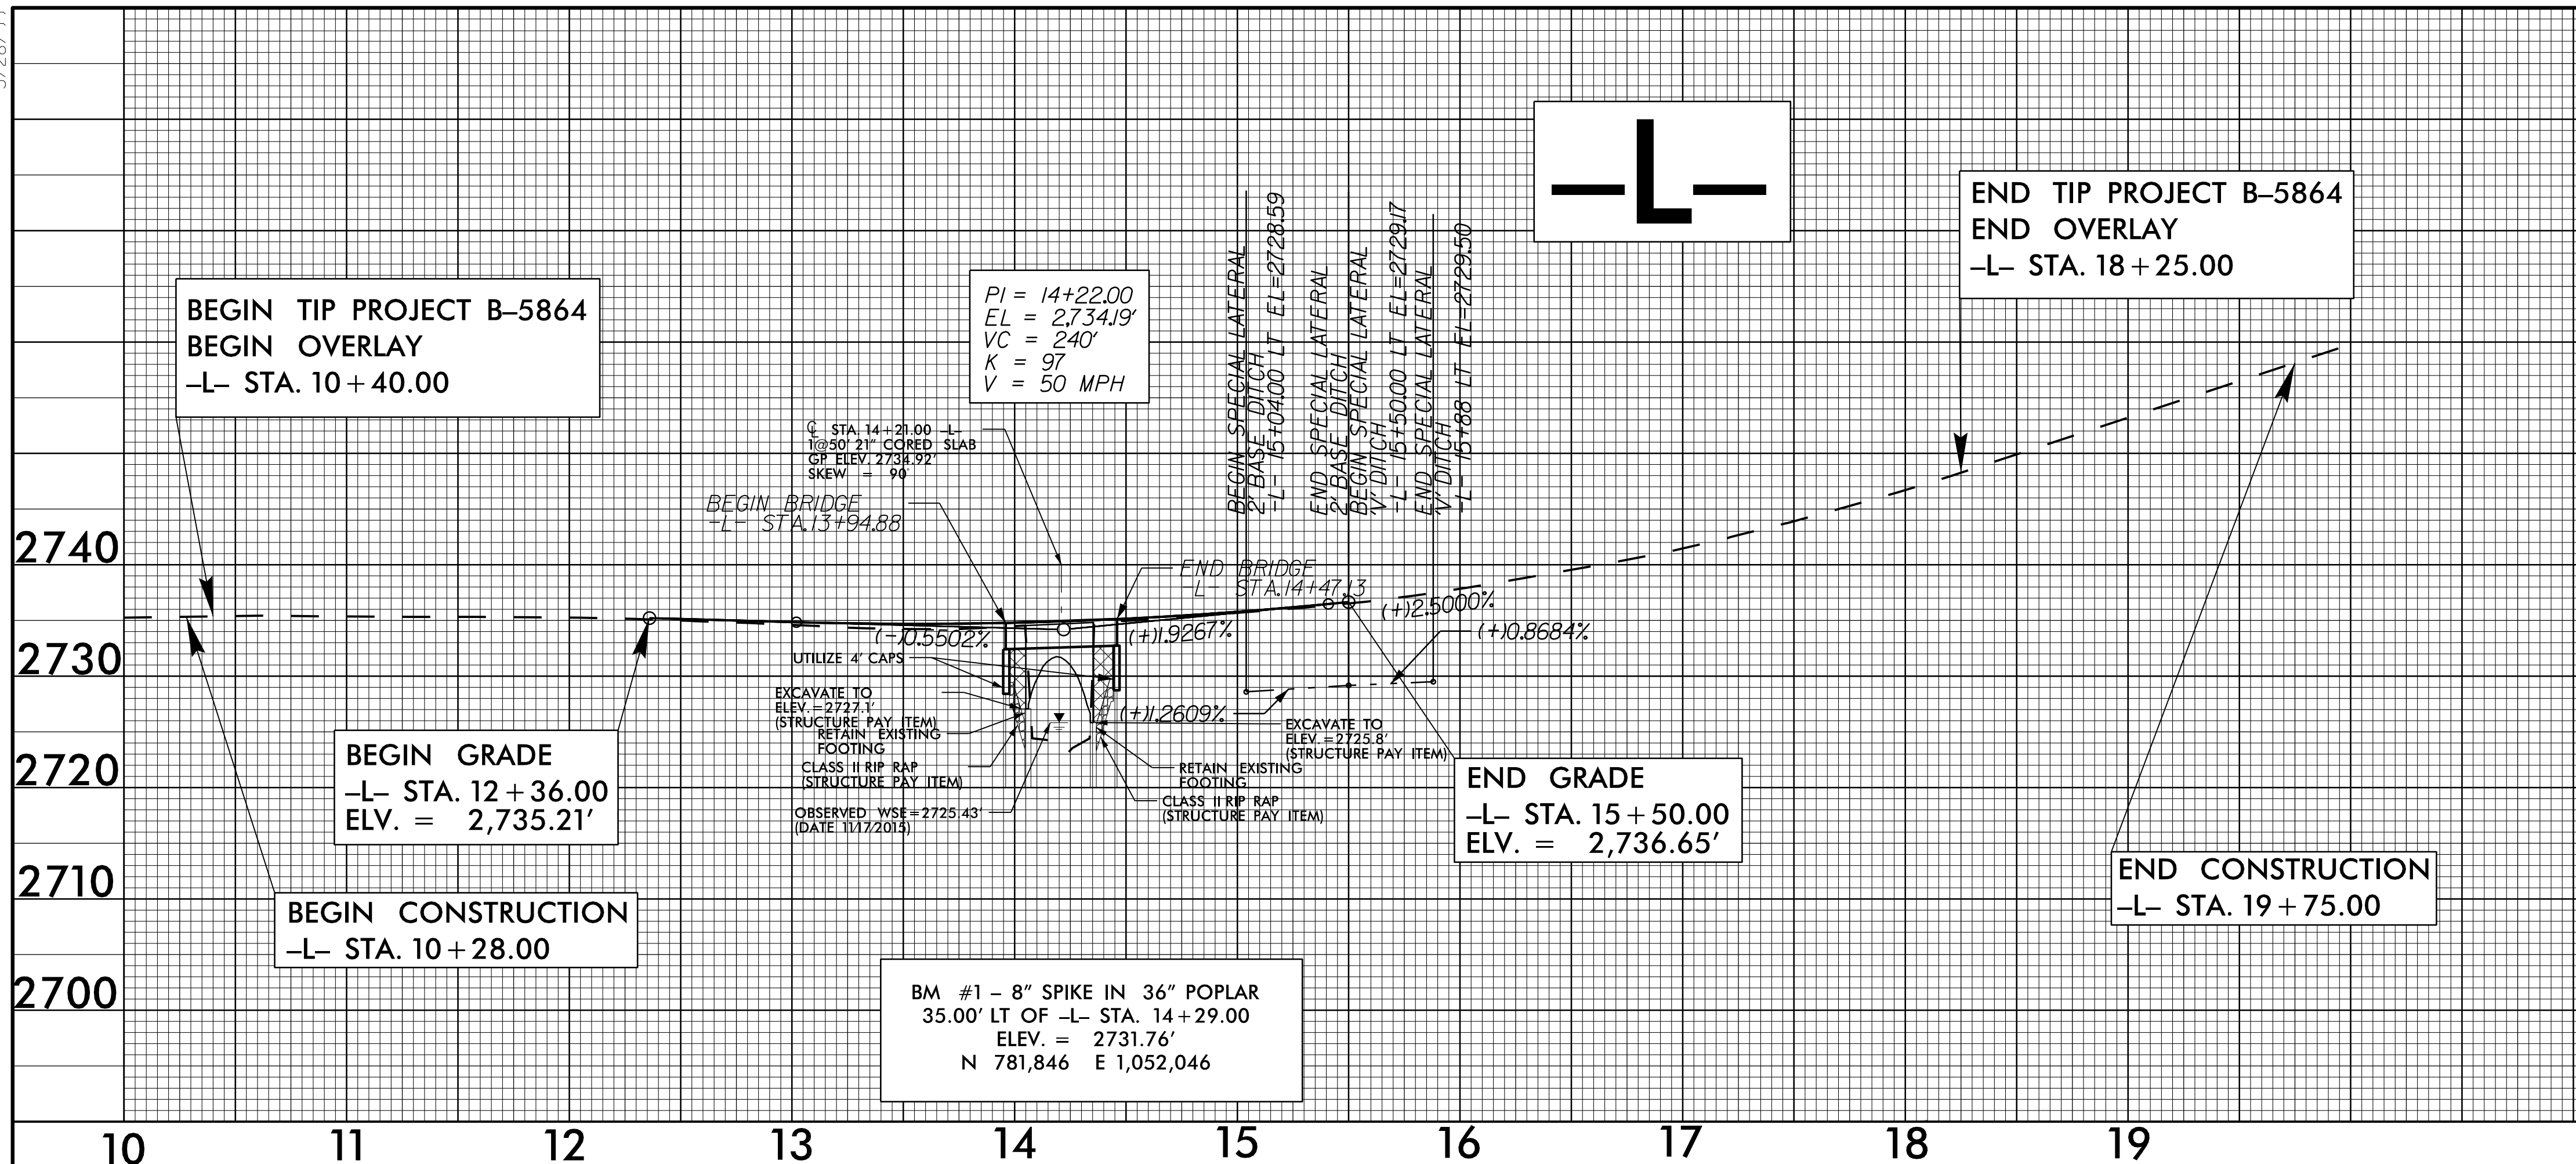 -L-
BEGIN TIP PROJECT B-5864
BEGIN OVERLAY
-L- STA. 10+40.00
PI = 14+22.00
EL = 2,734.19'
VC = 240'
K = 97
V = 50 MPH
BEGIN SPECIAL LATERAL
2' BASE DITCH
-L- 15+04.00 LT EL=2728.59
END SPECIAL LATERAL
2' BASE DITCH
BEGIN SPECIAL LATERAL
'V' DITCH
-L- 15+50.00 LT EL=2729.17
END SPECIAL LATERAL
'V' DITCH
-L- 15+88 LT EL=2729.50
END TIP PROJECT B-5864
END OVERLAY
-L- STA. 18+25.00
℄ STA. 14+21.00 -L-
1@50' 21" CORED SLAB
GP ELEV. 2734.92'
SKEW = 90
BEGIN BRIDGE
-L- STA.13+94.88
END BRIDGE
L STA.14+47.13
(-)0.5502%
(+)1.9267%
(+)2.5000%
(+)0.8684%
(+)1.2609%
UTILIZE 4' CAPS
EXCAVATE TO
ELEV.=2727.1'
(STRUCTURE PAY ITEM)
RETAIN EXISTING
FOOTING
CLASS II RIP RAP
(STRUCTURE PAY ITEM)
OBSERVED WSE=2725.43'
(DATE 11/17/2015)
EXCAVATE TO
ELEV.=2725.8'
(STRUCTURE PAY ITEM)
RETAIN EXISTING
FOOTING
CLASS II RIP RAP
(STRUCTURE PAY ITEM)
BEGIN GRADE
-L- STA. 12+36.00
ELV. = 2,735.21'
END GRADE
-L- STA. 15+50.00
ELV. = 2,736.65'
BEGIN CONSTRUCTION
-L- STA. 10+28.00
END CONSTRUCTION
-L- STA. 19+75.00
BM #1 - 8" SPIKE IN 36" POPLAR
35.00' LT OF -L- STA. 14+29.00
ELEV. = 2731.76'
N 781,846 E 1,052,046
2740
2730
2720
2710
2700
10 11 12 13 14 15 16 17 18 19